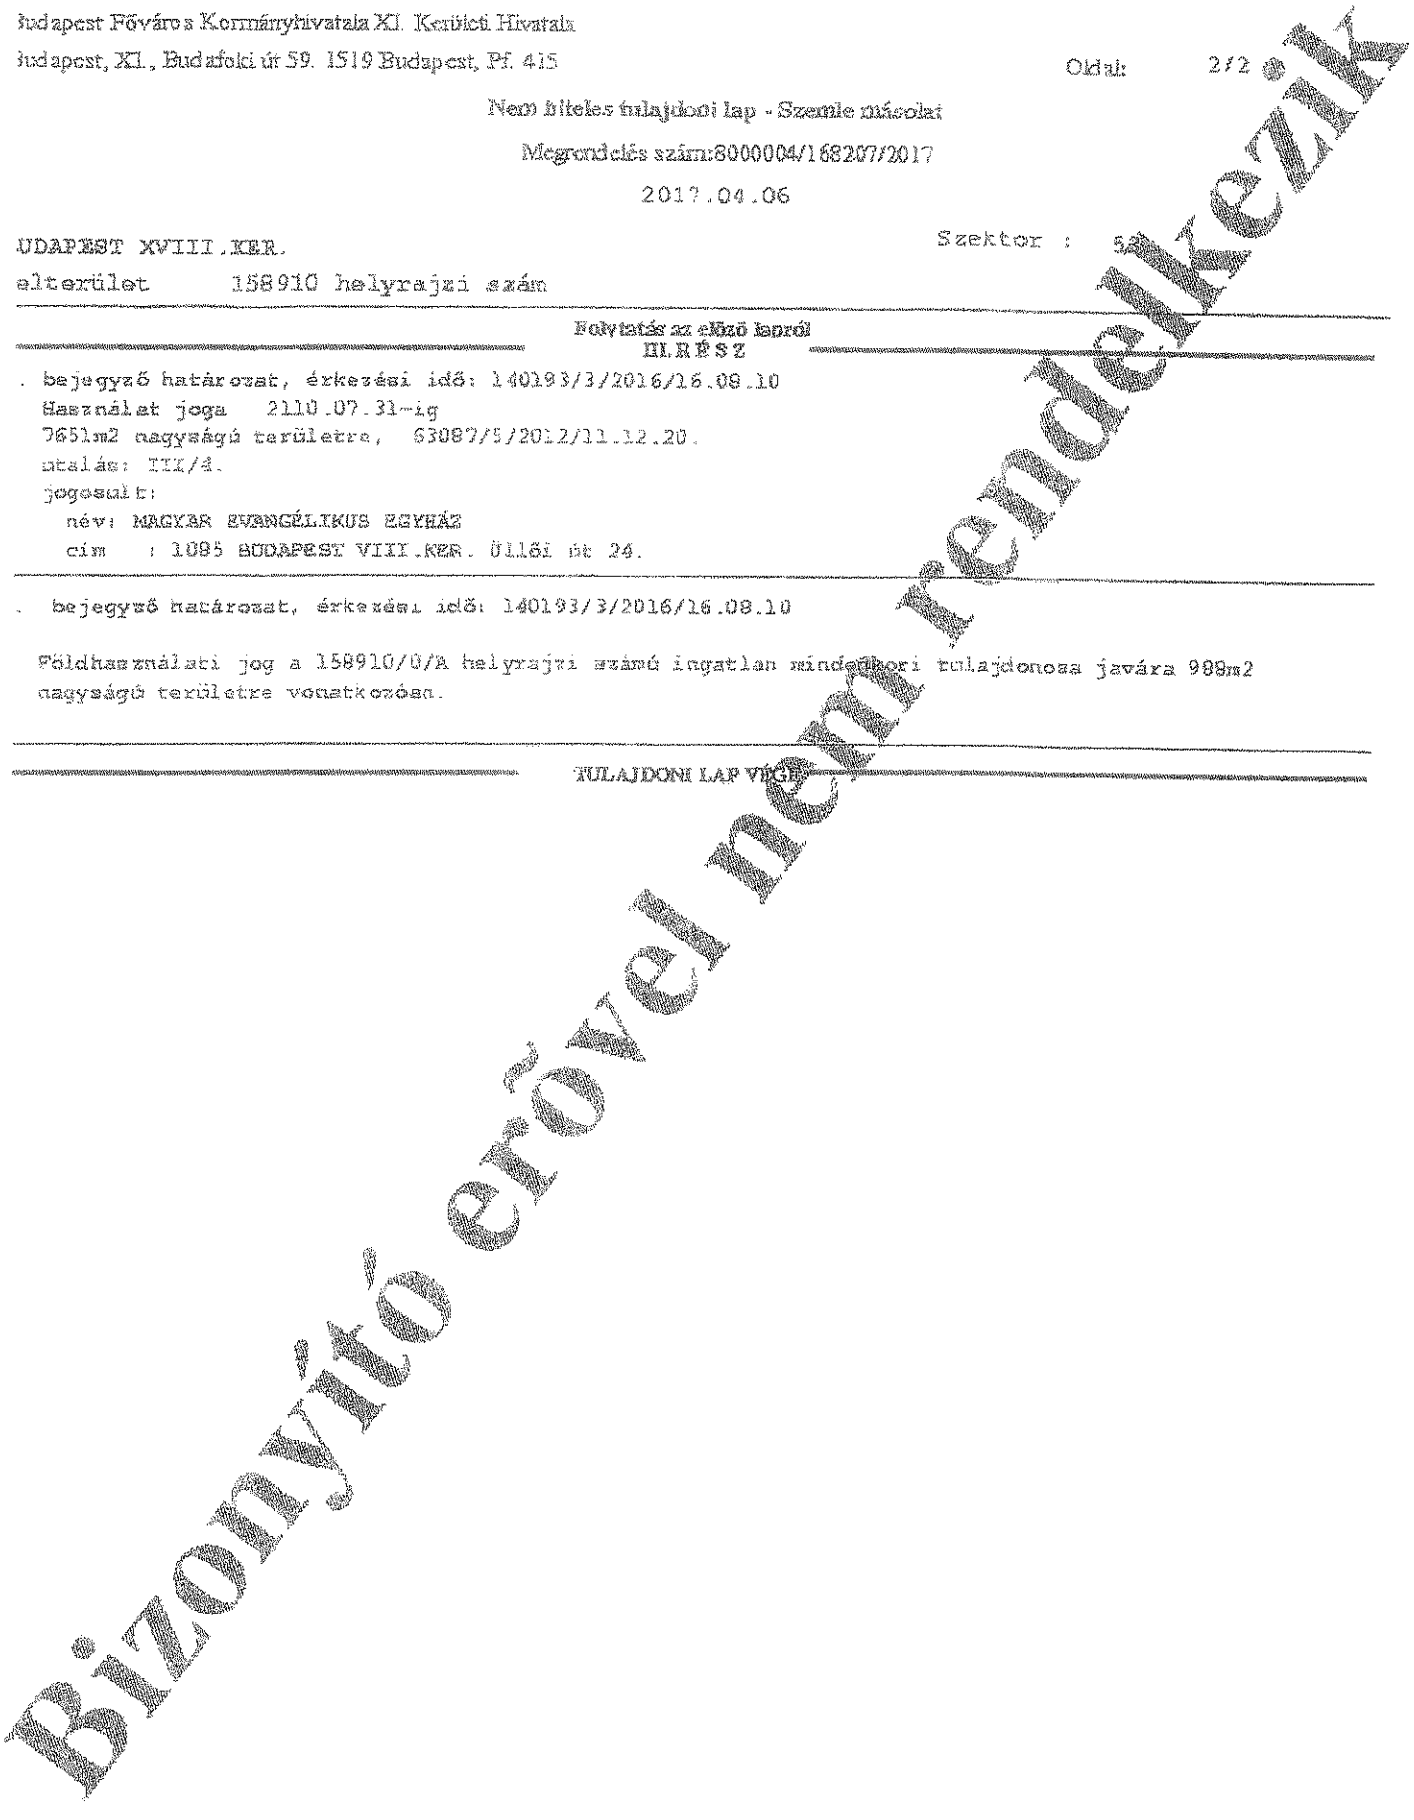 udapest Főváros Kormányhivatala XI. Kerületi Hivatala
udapest, XI., Budafoki út 59. 1519 Budapest, Pf. 415
Oldal: 2/2
Nem hiteles tulajdoni lap - Szemle másolat
Megrendelés szám:8000004/168207/2017
2017.04.06
UDAPEST XVIII.KER.
Szektor :
elterület 158910 helyrajzi szám
Folytatás az előző lapról
III.RÉSZ
. bejegyző határozat, érkezési idő: 140193/3/2016/16.08.10
Használat joga 2110.07.31-ig
7651m2 nagyságú területre, 63087/5/2012/11.12.20.
utalás: III/4.
jogosult:
név: MAGYAR EVANGÉLIKUS EGYHÁZ
cím : 1085 BUDAPEST VIII.KER. Üllői út 24.
. bejegyző határozat, érkezési idő: 140193/3/2016/16.08.10
Földhasználati jog a 158910/0/A helyrajzi számú ingatlan mindenkori tulajdonosa javára 988m2
nagyságú területre vonatkozóan.
TULAJDONI LAP VÉGE
Bizonyító erõvel nem rendelkezik